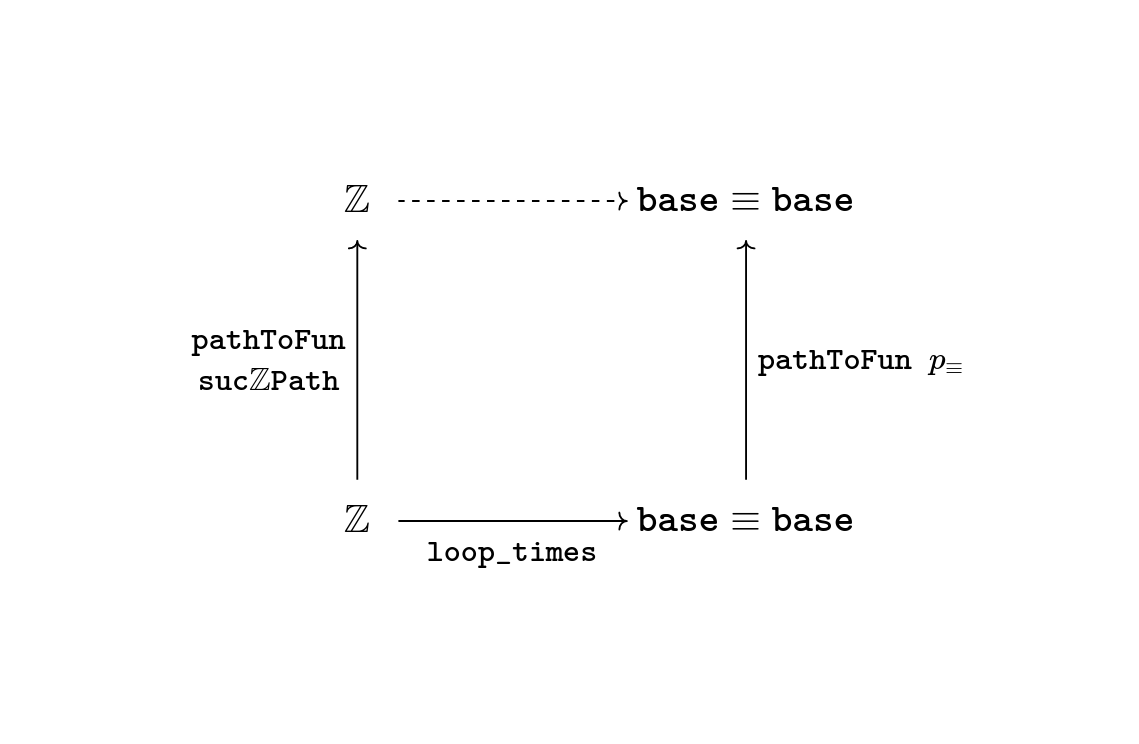 ℤ base ≡ base
pathToFun
sucℤPath
pathToFun p≡
ℤ base ≡ base
loop_times